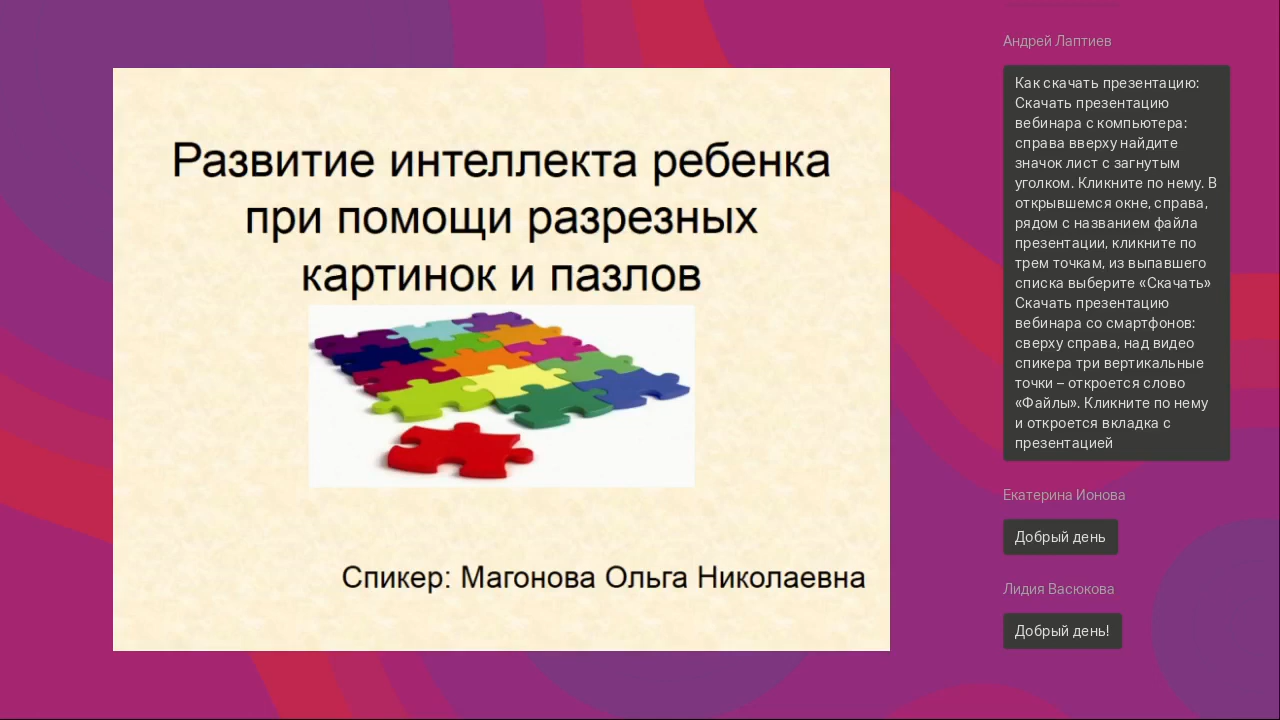 Развитие интеллекта ребенка
при помощи разрезных
картинок и пазлов
Спикер: Магонова Ольга Николаевна
Андрей Лаптиев
Как скачать презентацию:
Скачать презентацию
вебинара с компьютера:
справа вверху найдите
значок лист с загнутым
уголком. Кликните по нему. В
открывшемся окне, справа,
рядом с названием файла
презентации, кликните по
трем точкам, из выпавшего
списка выберите «Скачать»
Скачать презентацию
вебинара со смартфонов:
сверху справа, над видео
спикера три вертикальные
точки – откроется слово
«Файлы». Кликните по нему
и откроется вкладка с
презентацией
Екатерина Ионова
Добрый день
Лидия Васюкова
Добрый день!